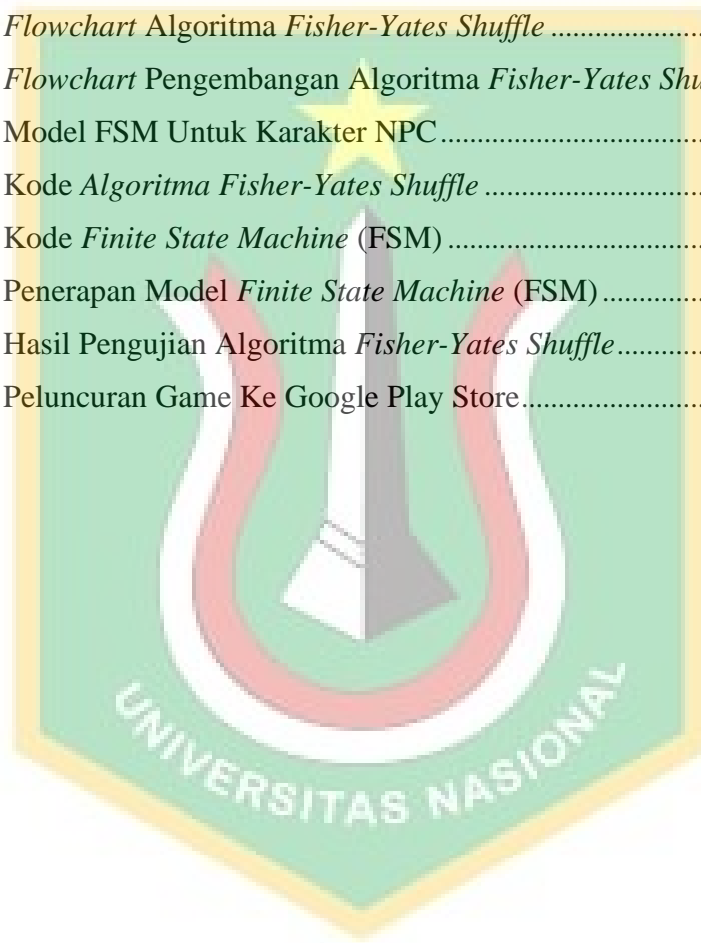 Flowchart Algoritma Fisher-Yates Shuffle ..............................
Flowchart Pengembangan Algoritma Fisher-Yates
Model FSM Untuk Karakter NPC ..............................
Kode Algoritma Fisher-Yates Shuffle ..............................
Kode Finite State Machine (FSM) ..............................
Penerapan Model Finite State Machine (FSM) ..............................
Hasil Pengujian Algoritma Fisher-Yates Shuffle ..............................
Peluncuran Game Ke Google Play Store ..............................
UNIVERSITAS NASIONAL